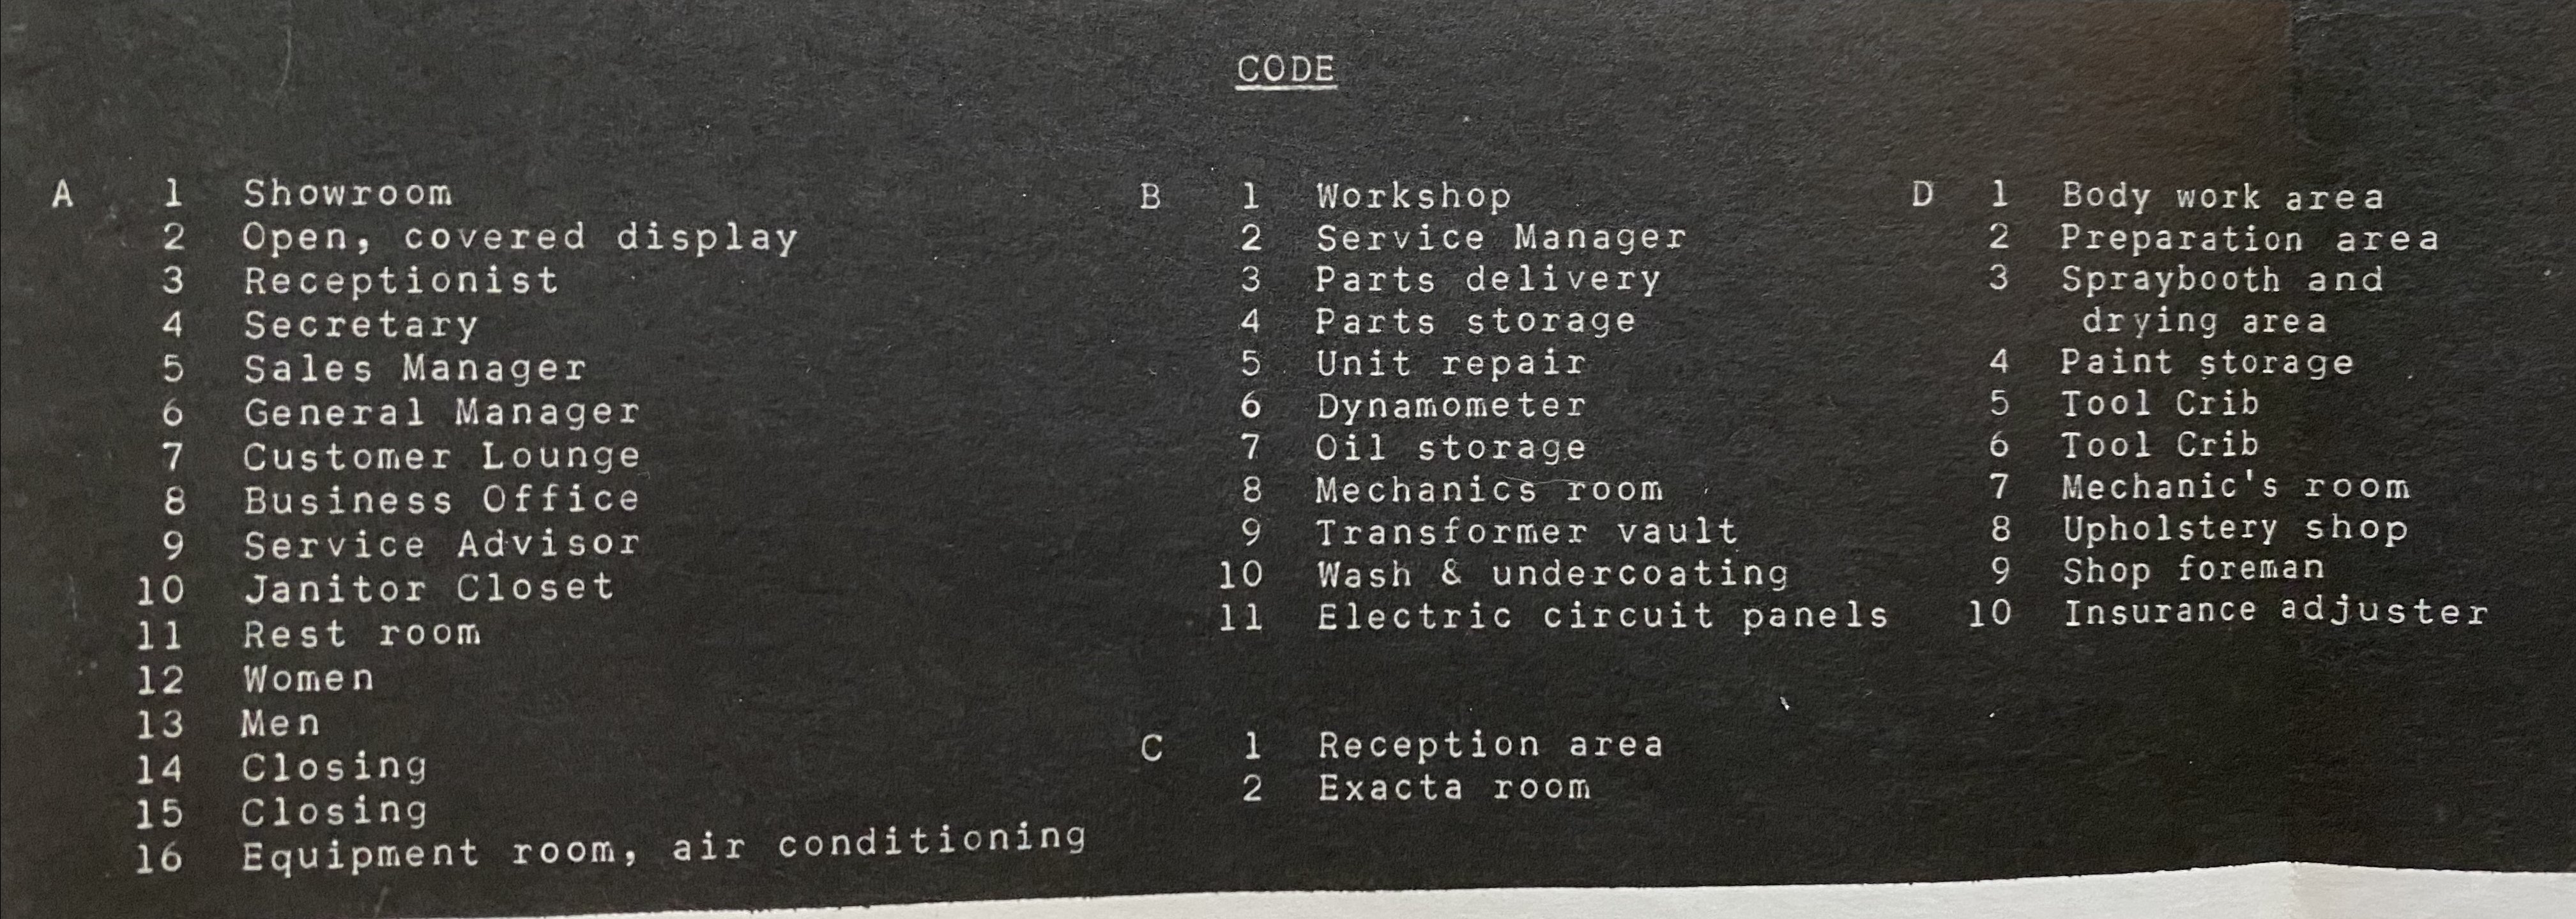 CODE
A 1 Showroom
2 Open, covered display
3 Receptionist
4 Secretary
5 Sales Manager
6 General Manager
7 Customer Lounge
8 Business Office
9 Service Advisor
10 Janitor Closet
11 Rest room
12 Women
13 Men
14 Closing
15 Closing
16 Equipment room, air conditioning
B 1 Workshop
2 Service Manager
3 Parts delivery
4 Parts storage
5 Unit repair
6 Dynamometer
7 Oil storage
8 Mechanics room
9 Transformer vault
10 Wash & undercoating
11 Electric circuit panels
C 1 Reception area
2 Exacta room
D 1 Body work area
2 Preparation area
3 Spraybooth and
drying area
4 Paint storage
5 Tool Crib
6 Tool Crib
7 Mechanic's room
8 Upholstery shop
9 Shop foreman
10 Insurance adjuster